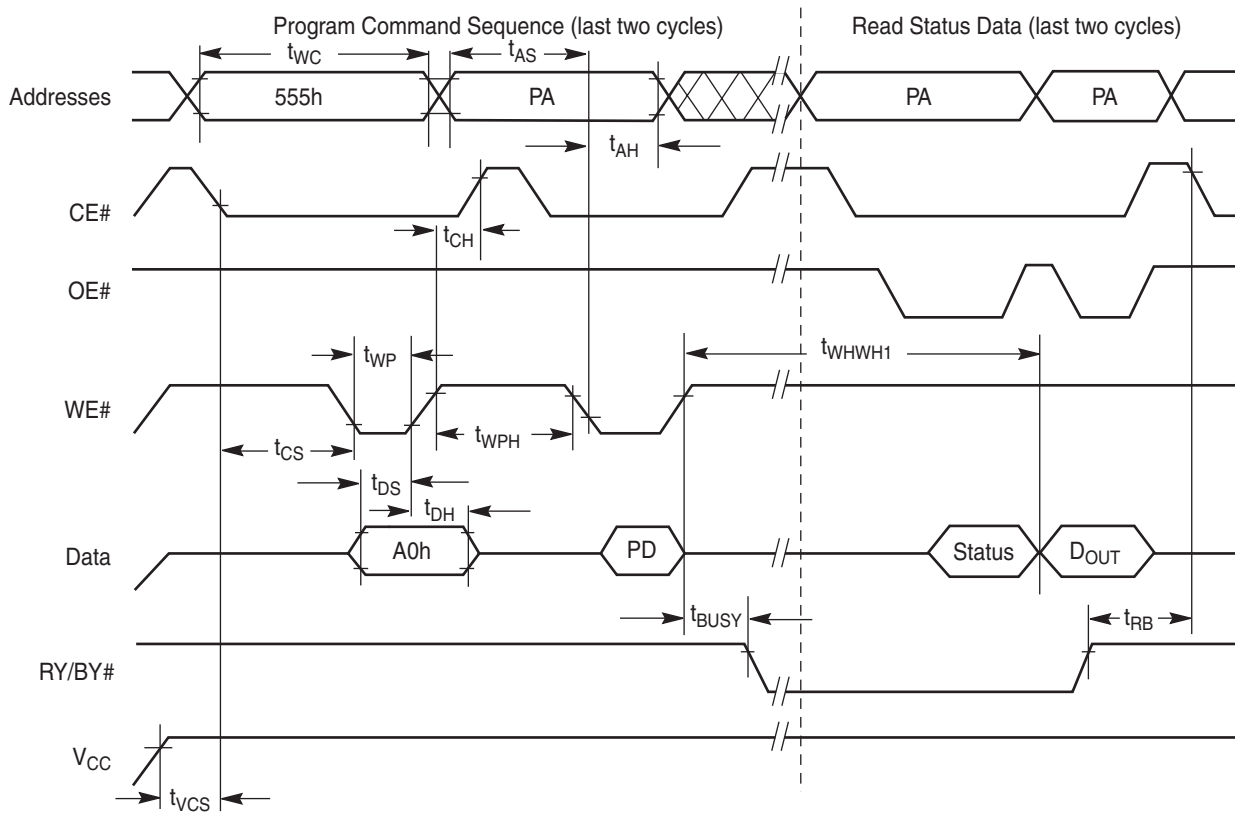 Program Command Sequence (last two cycles)
Read Status Data (last two cycles)
tWC
tAS
Addresses
555h
PA
PA
PA
tAH
CE#
tCH
OE#
tWP
tWHWH1
WE#
tCS
tWPH
tDS
tDH
Data
A0h
PD
Status
DOUT
tBUSY
tRB
RY/BY#
VCC
tVCS